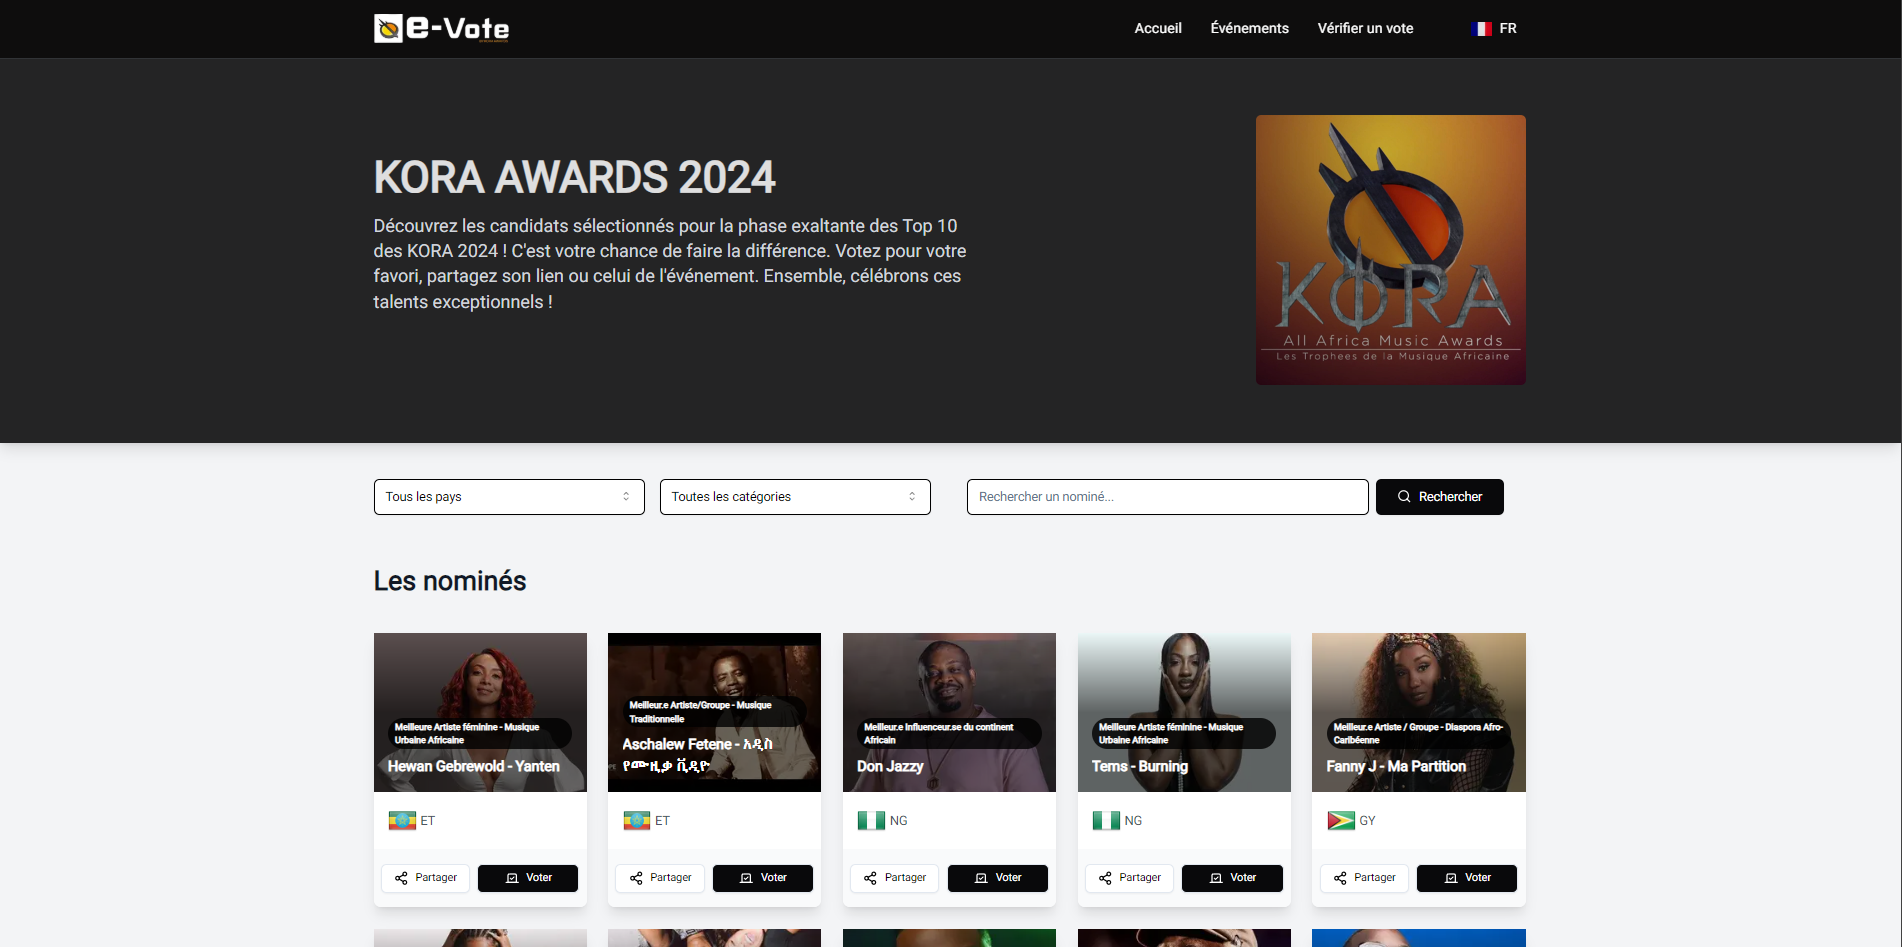 e-Vote
Accueil
Événements
Vérifier un vote
FR
KORA AWARDS 2024
Découvrez les candidats sélectionnés pour la phase exaltante des Top 10
des KORA 2024 ! C'est votre chance de faire la différence. Votez pour votre
favori, partagez son lien ou celui de l'événement. Ensemble, célébrons ces
talents exceptionnels !
KORA
All Africa Music Awards
Les Trophées de la Musique Africaine
Tous les pays
Toutes les catégories
Rechercher un nominé...
Rechercher
Les nominés
Meilleure Artiste féminine - Musique
Urbaine Africaine
Hewan Gebrewold - Yanten
ET
Partager
Voter
Meilleur.e Artiste/Groupe - Musique
Traditionnelle
Aschalew Fetene - አዲስ
የሙዚቃ ቪዲዮ
ET
Partager
Voter
Meilleur.e Influenceur.se du continent
Africain
Don Jazzy
NG
Partager
Voter
Meilleure Artiste féminine - Musique
Urbaine Africaine
Tems - Burning
NG
Partager
Voter
Meilleur.e Artiste / Groupe - Diaspora Afro-
Caribéenne
Fanny J - Ma Partition
GY
Partager
Voter